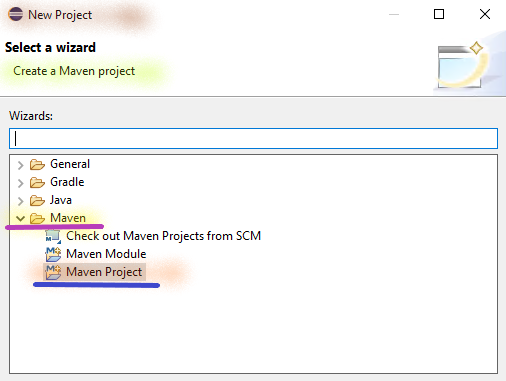 New Project
Select a wizard
Create a Maven project
Wizards:
General
Gradle
Java
Maven
Check out Maven Projects from SCM
Maven Module
Maven Project